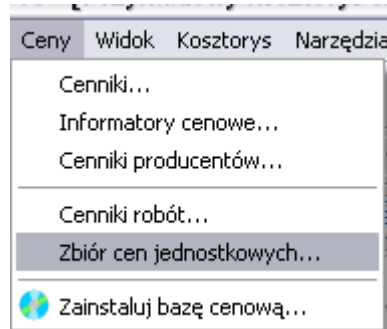 Ceny Widok Kosztorys Narzędzia
Cenniki...
Informatory cenowe...
Cenniki producentów...
Cenniki robót...
Zbiór cen jednostkowych...
Zainstaluj bazę cenową...